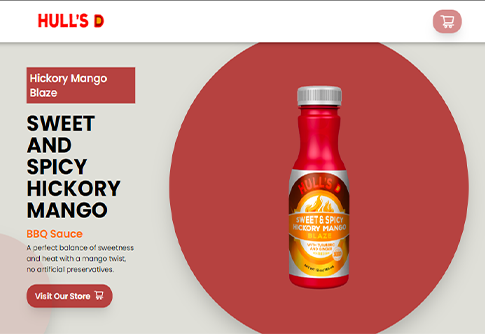 HULL'S D
Hickory Mango
Blaze
SWEET
AND
SPICY
HICKORY
MANGO
BBQ Sauce
A perfect balance of sweetness
and heat with a mango twist,
no artificial preservatives.
Visit Our Store
HULL'S D
SWEET & SPICY
HICKORY MANGO
BLAZE